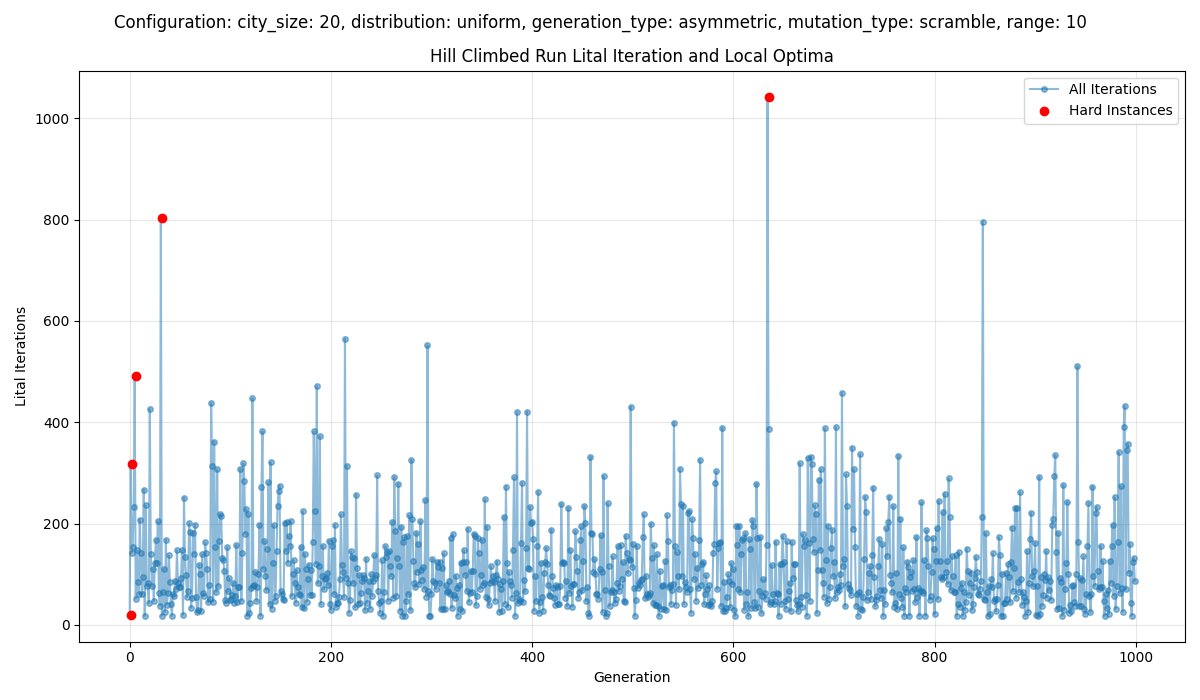 Configuration: city_size: 20, distribution: uniform, generation_type: asymmetric, mutation_type: scramble, range: 10
Hill Climbed Run Lital Iteration and Local Optima
All Iterations
Hard Instances
1000
800
600
400
200
0
Lital Iterations
0 200 400 600 800 1000
Generation